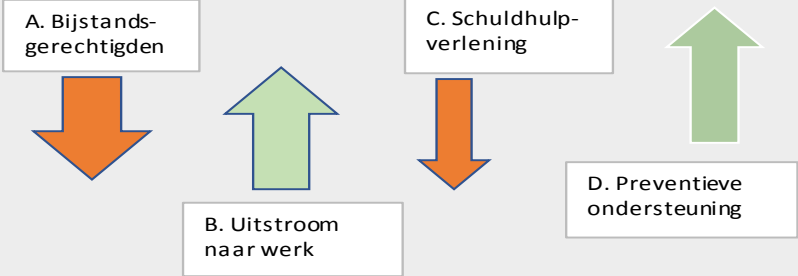 A. Bijstands-
gerechtigden
B. Uitstroom
naar werk
C. Schuldhulp-
verlening
D. Preventieve
ondersteuning